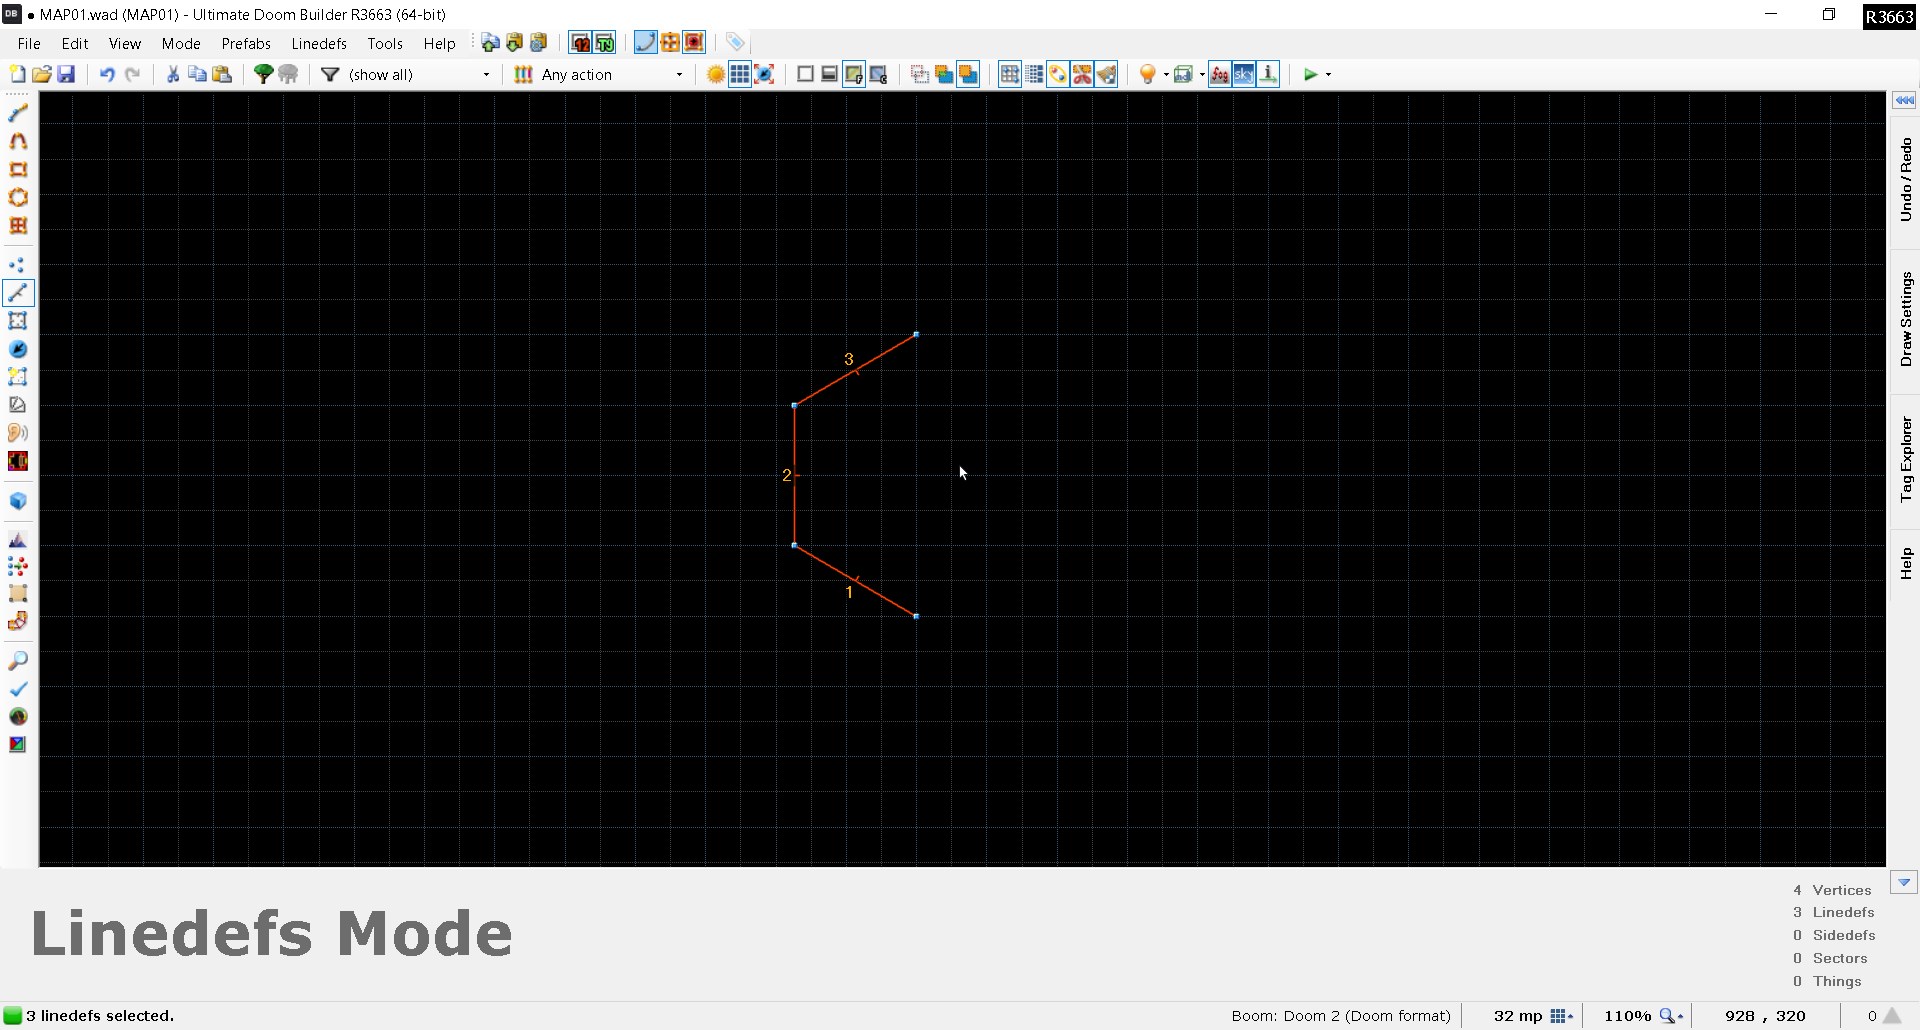 DB ● MAP01.wad (MAP01) - Ultimate Doom Builder R3663 (64-bit)
R3663
File Edit View Mode Prefabs Linedefs Tools Help
(show all) Any action
Undo / Redo
Draw Settings
Tag Explorer
Help
3
2
1
Linedefs Mode
4 Vertices
3 Linedefs
0 Sidedefs
0 Sectors
0 Things
3 linedefs selected.
Boom: Doom 2 (Doom format) 32 mp 110% 928 , 320 0